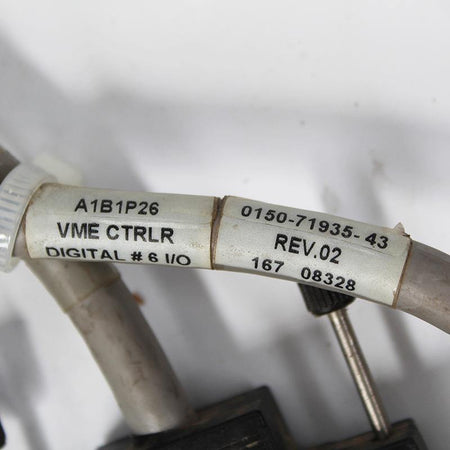 A1B1P26
VME CTRLR
DIGITAL # 6 I/O
0150-71935-43
REV.02
167 08328